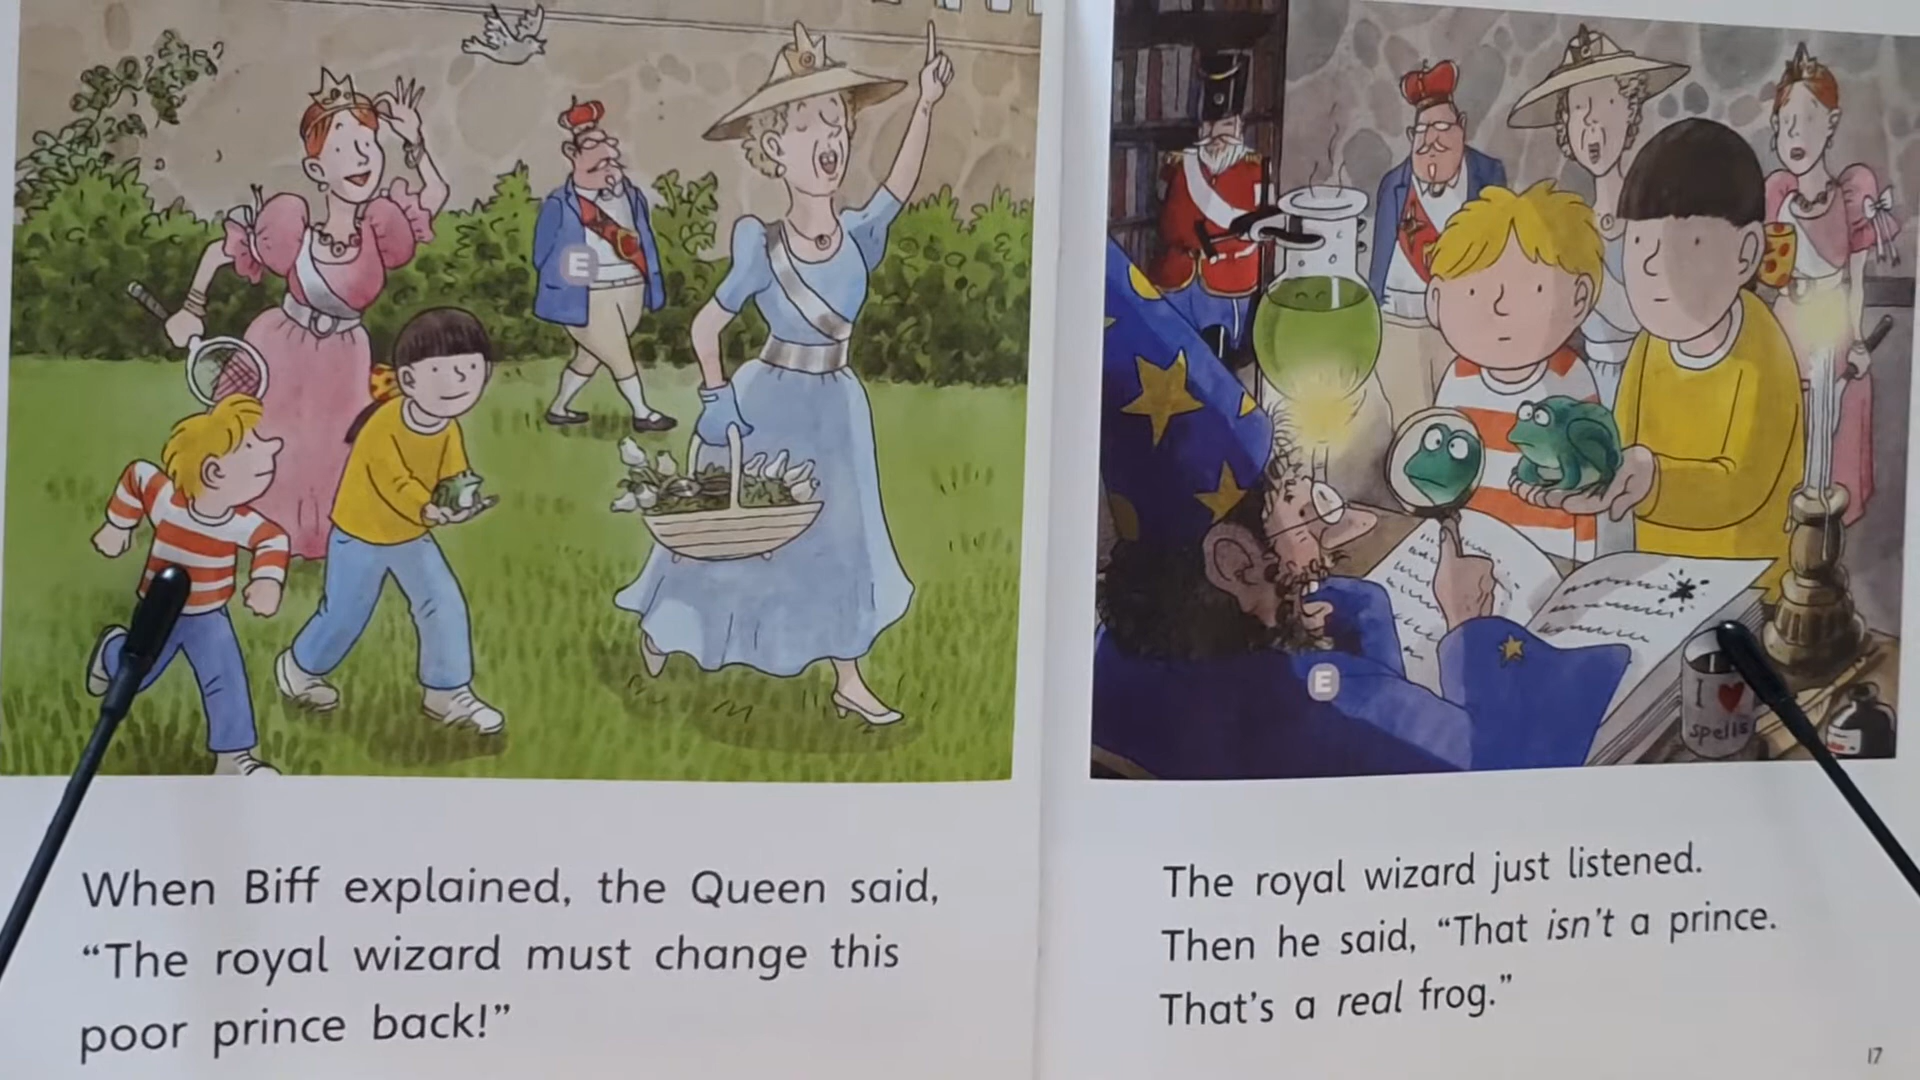 When Biff explained, the Queen said,
“The royal wizard must change this
poor prince back!”
E
E
I ♥
spells
The royal wizard just listened.
Then he said, “That isn't a prince.
That's a real frog.”
17